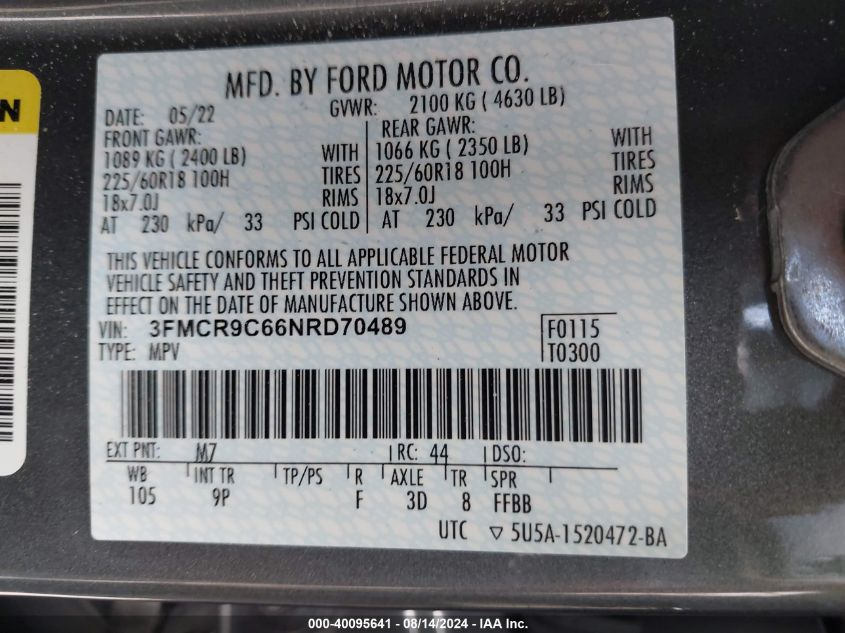 N
MFD. BY FORD MOTOR CO.
DATE: 05/22 GVWR: 2100 KG ( 4630 LB)
FRONT GAWR: REAR GAWR:
1089 KG ( 2400 LB) WITH 1066 KG ( 2350 LB) WITH
225/60R18 100H TIRES 225/60R18 100H TIRES
18x7.0J RIMS 18x7.0J RIMS
AT 230 kPa/ 33 PSI COLD AT 230 kPa/ 33 PSI COLD
THIS VEHICLE CONFORMS TO ALL APPLICABLE FEDERAL MOTOR
VEHICLE SAFETY AND THEFT PREVENTION STANDARDS IN
EFFECT ON THE DATE OF MANUFACTURE SHOWN ABOVE.
VIN: 3FMCR9C66NRD70489 F0115
TYPE: MPV T0300
EXT PNT: M7 RC: 44 DSO:
WB INT TR TP/PS R AXLE TR SPR
105 9P F 3D 8 FFBB
UTC ▽ 5U5A-1520472-BA
000-40095641 - 08/14/2024 - IAA Inc.